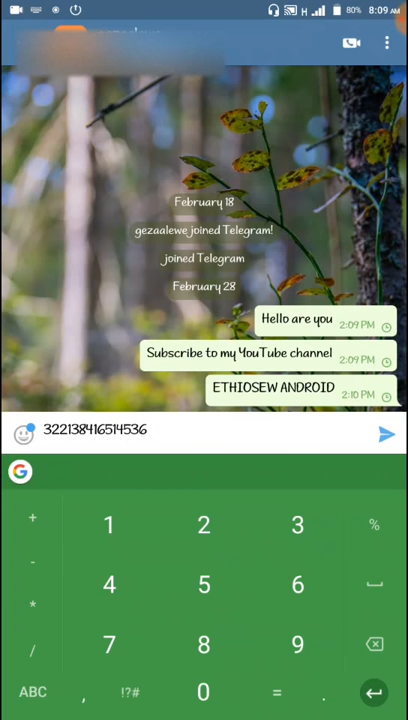 H 80% 8:09 AM
February 18
gezaalewe joined Telegram!
joined Telegram
February 28
Hello are you 2:09 PM
Subscribe to my YouTube channel 2:09 PM
ETHIOSEW ANDROID 2:10 PM
322138416514536
G
+ 1 2 3 %
- 4 5 6
*
/ 7 8 9
ABC , !?# 0 = .